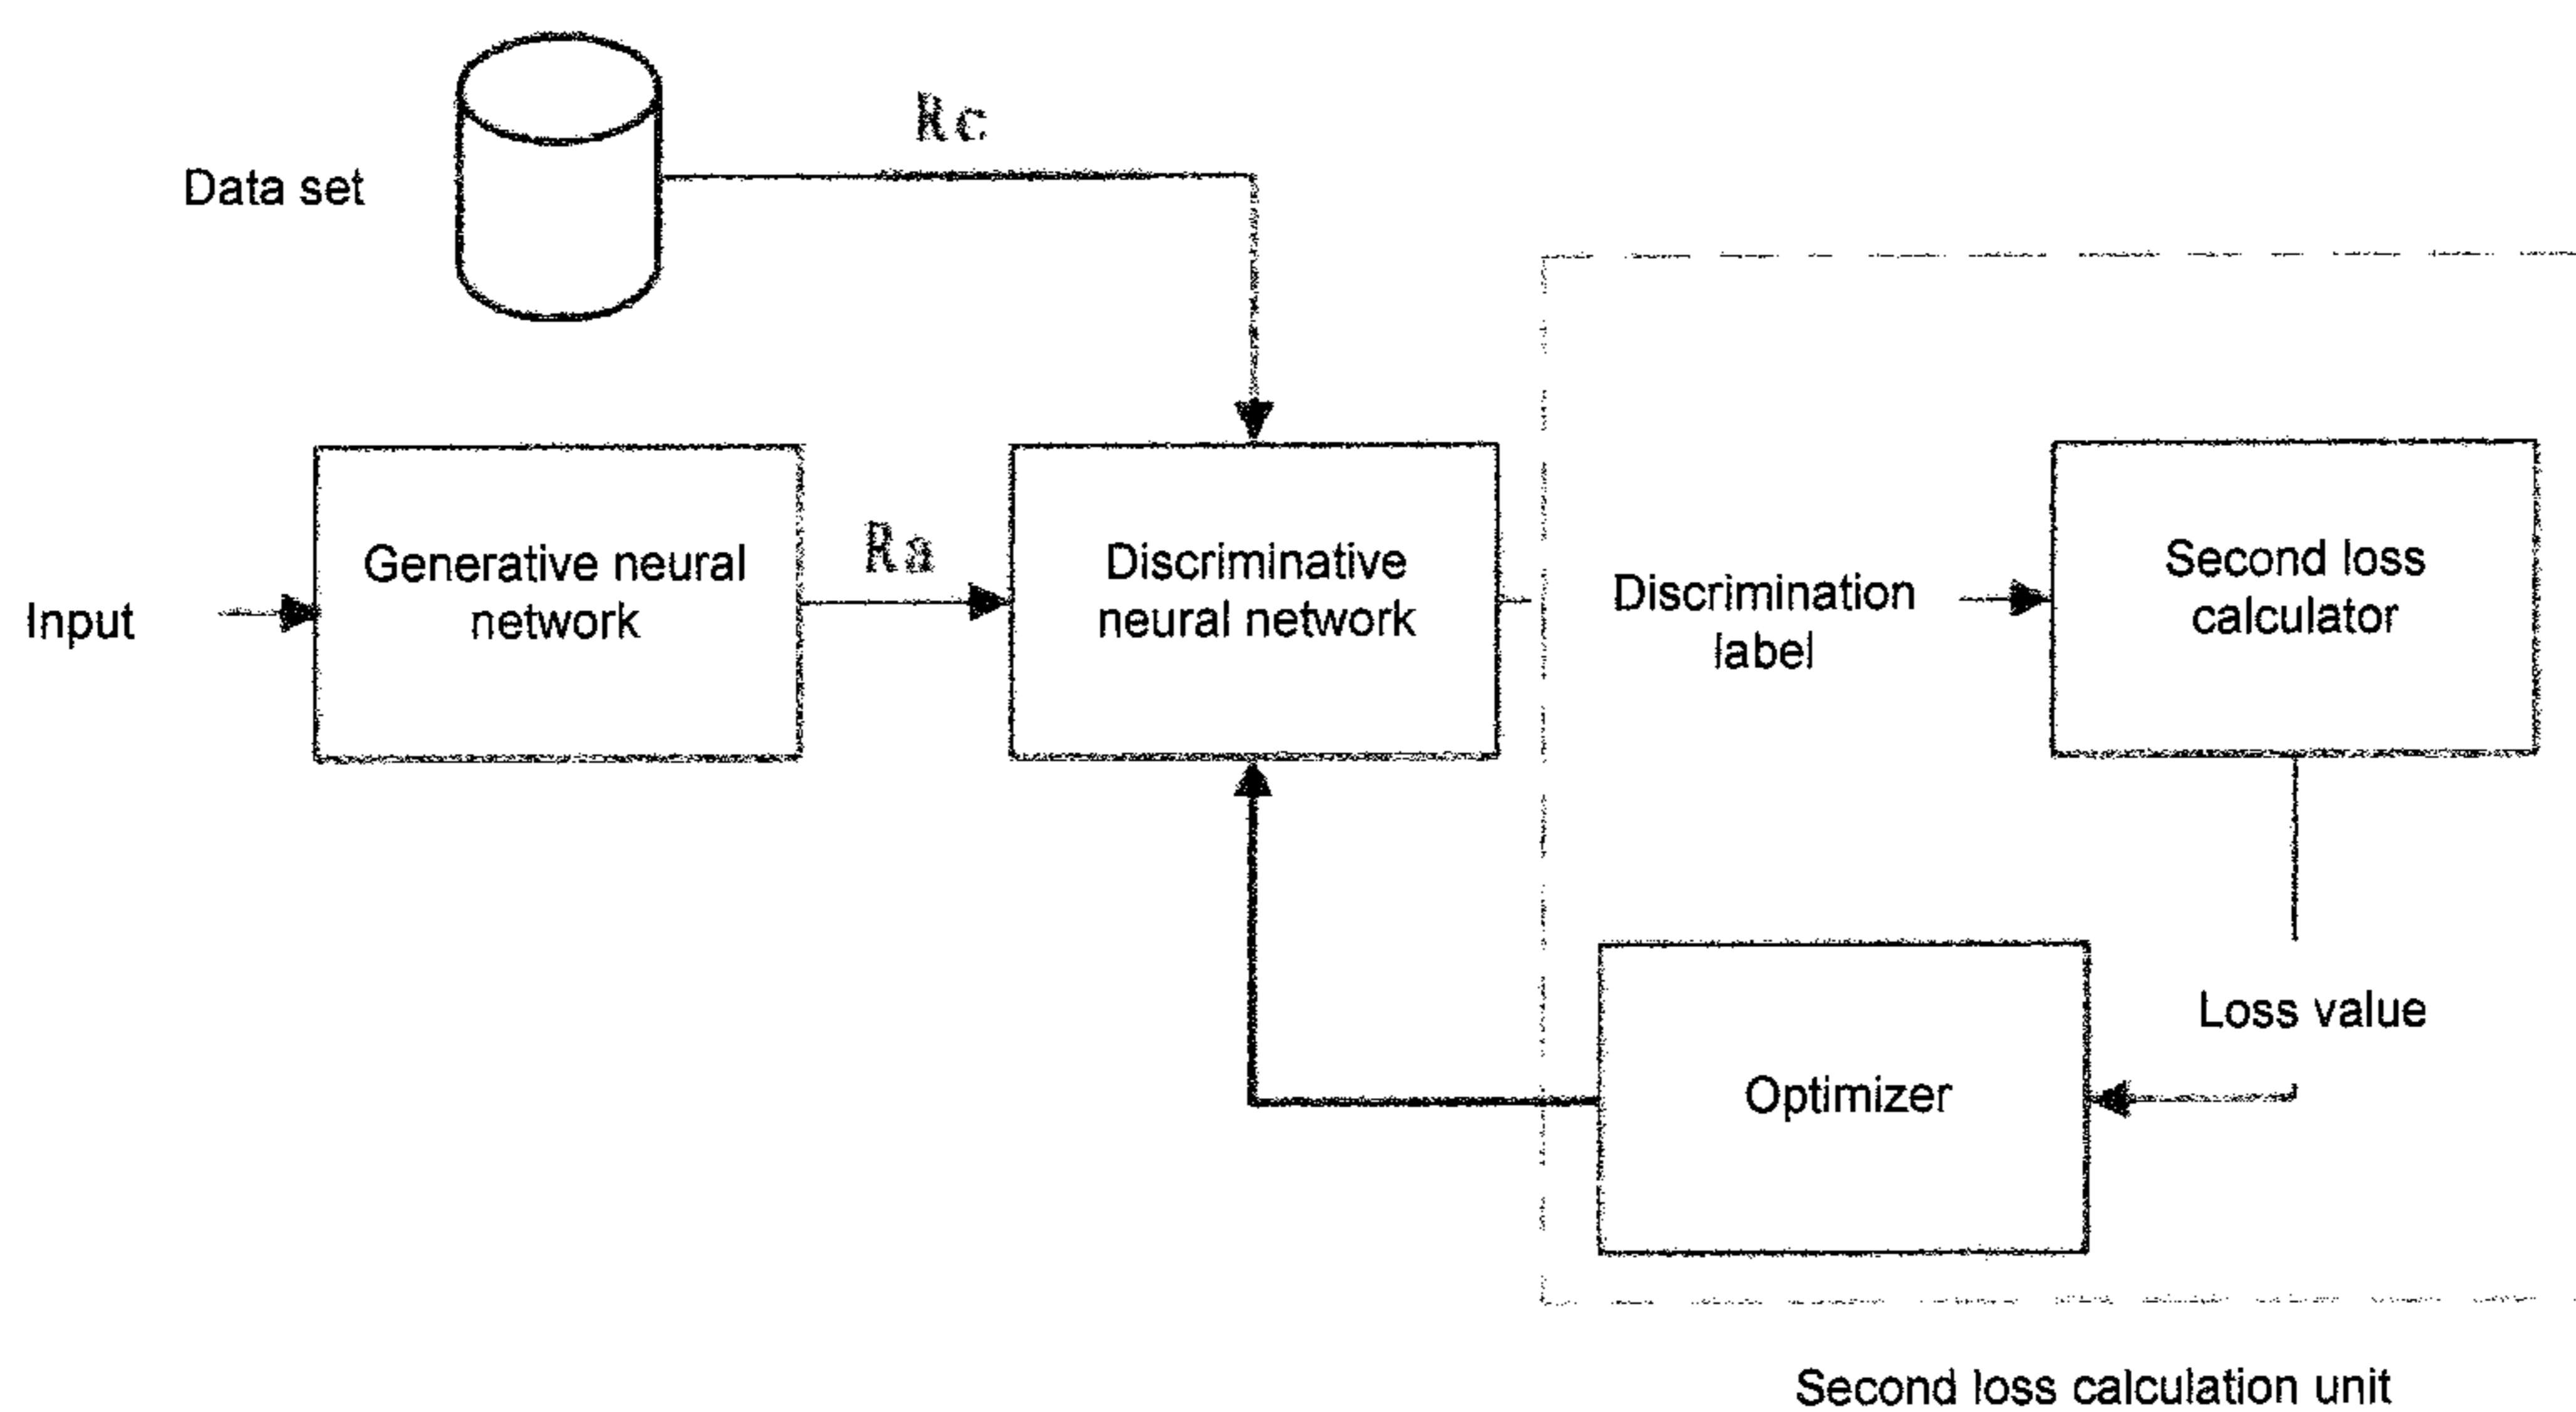 Rc
Data set
Input
Generative neural
network
Ra
Discriminative
neural network
Discrimination
label
Second loss
calculator
Loss value
Optimizer
Second loss calculation unit